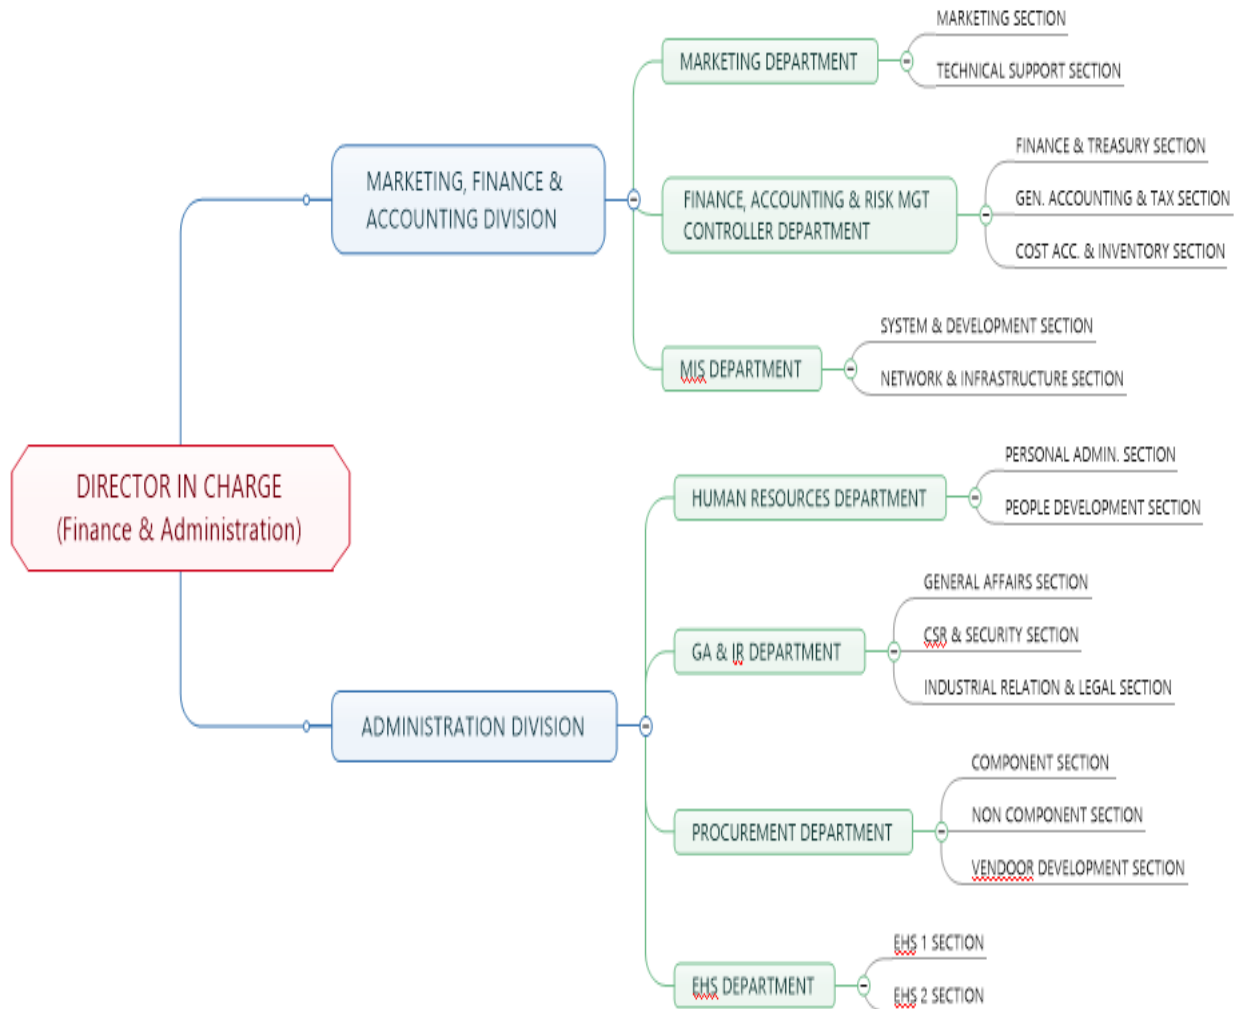 DIRECTOR IN CHARGE
(Finance & Administration)
MARKETING, FINANCE &
ACCOUNTING DIVISION
MARKETING DEPARTMENT
MARKETING SECTION
TECHNICAL SUPPORT SECTION
FINANCE, ACCOUNTING & RISK MGT
CONTROLLER DEPARTMENT
FINANCE & TREASURY SECTION
GEN. ACCOUNTING & TAX SECTION
COST ACC. & INVENTORY SECTION
MIS DEPARTMENT
SYSTEM & DEVELOPMENT SECTION
NETWORK & INFRASTRUCTURE SECTION
ADMINISTRATION DIVISION
HUMAN RESOURCES DEPARTMENT
PERSONAL ADMIN. SECTION
PEOPLE DEVELOPMENT SECTION
GA & IR DEPARTMENT
GENERAL AFFAIRS SECTION
CSR & SECURITY SECTION
INDUSTRIAL RELATION & LEGAL SECTION
PROCUREMENT DEPARTMENT
COMPONENT SECTION
NON COMPONENT SECTION
VENDOOR DEVELOPMENT SECTION
EHS DEPARTMENT
EHS 1 SECTION
EHS 2 SECTION